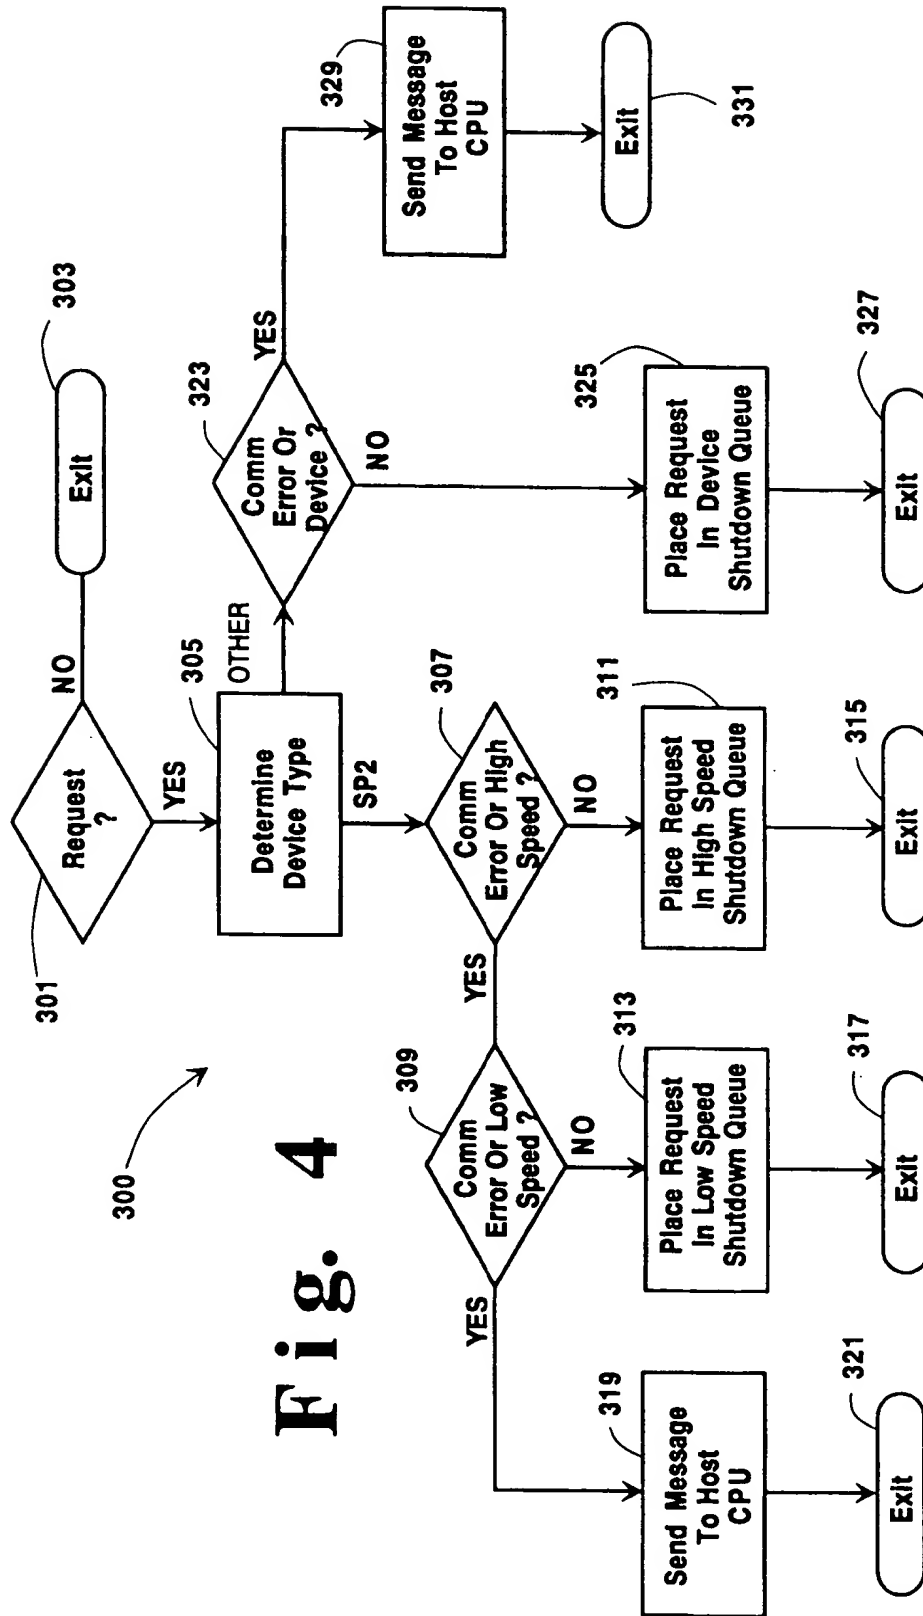 Fig. 4
300
301
Request
?
NO
303
Exit
YES
305
Determine
Device Type
OTHER
323
Comm
Error Or
Device ?
YES
329
Send Message
To Host
CPU
331
Exit
NO
325
Place Request
In Device
Shutdown Queue
327
Exit
SP2
307
Comm
Error Or High
Speed ?
NO
311
Place Request
In High Speed
Shutdown Queue
315
Exit
YES
309
Comm
Error Or Low
Speed ?
NO
313
Place Request
In Low Speed
Shutdown Queue
317
Exit
YES
319
Send Message
To Host
CPU
321
Exit